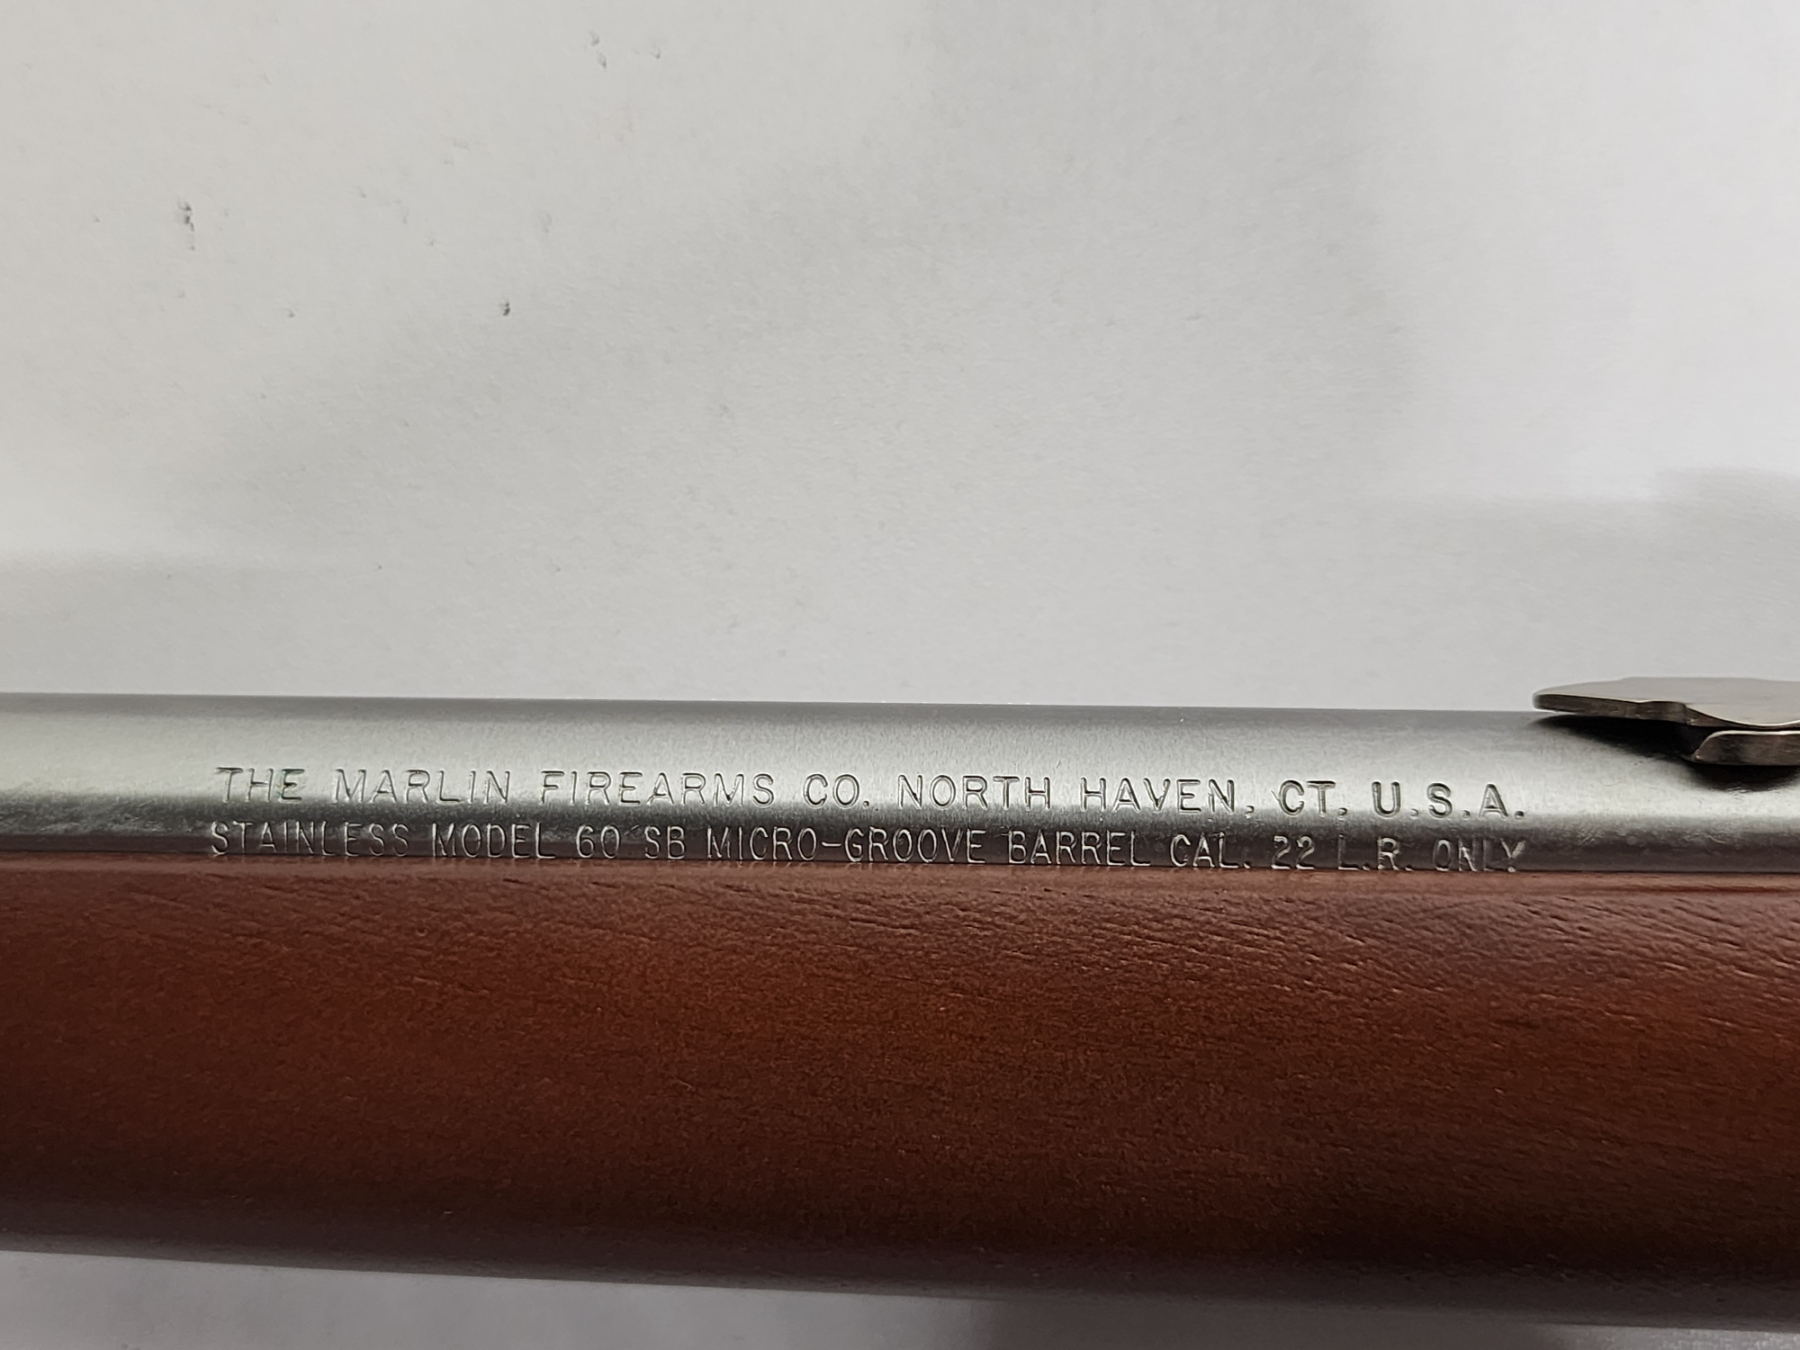 THE MARLIN FIREARMS CO. NORTH HAVEN, CT. U.S.A.
STAINLESS MODEL 60 SB MICRO-GROOVE BARREL CAL. 22 L.R. ONLY